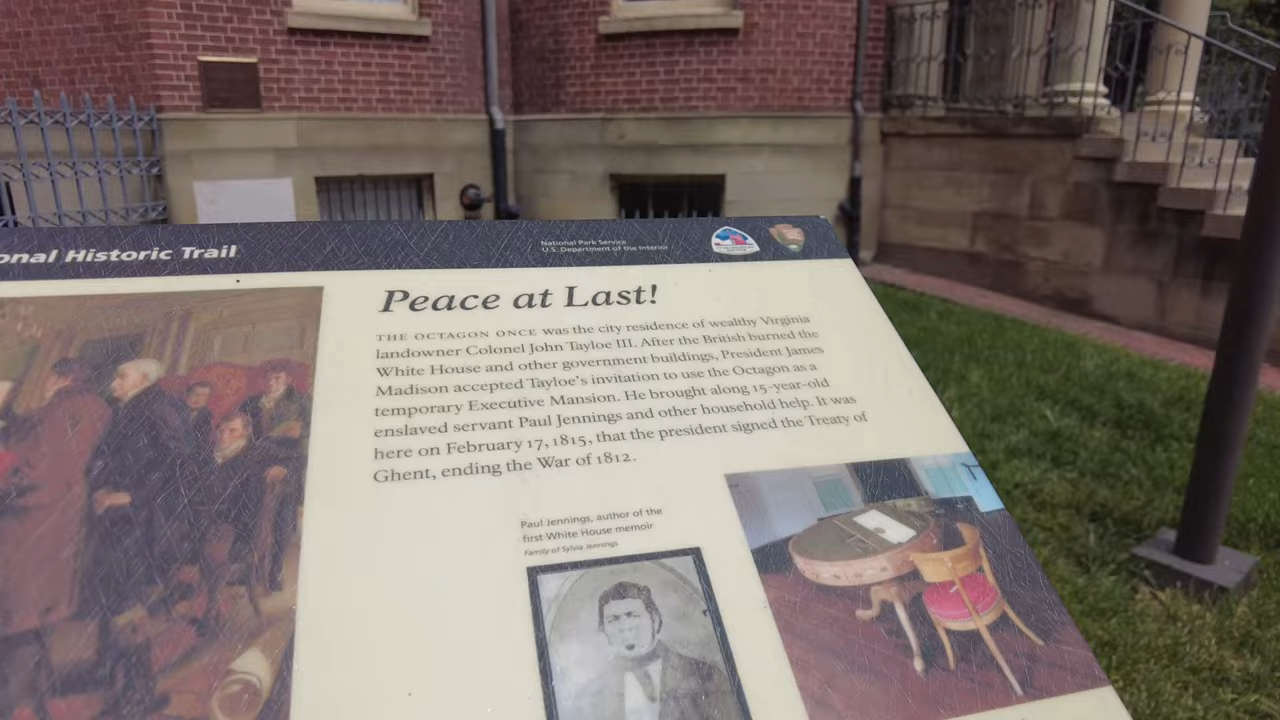 onal Historic Trail
National Park Service
U.S. Department of the Interior
Peace at Last!
THE OCTAGON ONCE was the city residence of wealthy Virginia
landowner Colonel John Tayloe III. After the British burned the
White House and other government buildings, President James
Madison accepted Tayloe's invitation to use the Octagon as a
temporary Executive Mansion. He brought along 15-year-old
enslaved servant Paul Jennings and other household help. It was
here on February 17, 1815, that the president signed the Treaty of
Ghent, ending the War of 1812.
Paul Jennings, author of the
first White House memoir
Family of Sylvia Jennings